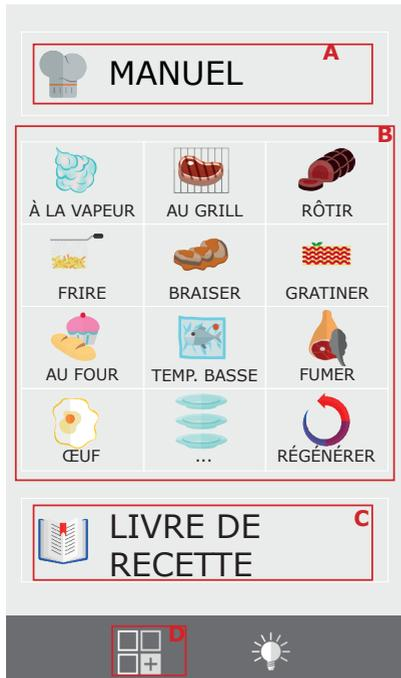 A
MANUEL
B
À LA VAPEUR
AU GRILL
RÔTIR
FRIRE
BRAISER
GRATINER
AU FOUR
TEMP. BASSE
FUMER
ŒUF
...
RÉGÉNÉRER
C
LIVRE DE
RECETTE
D